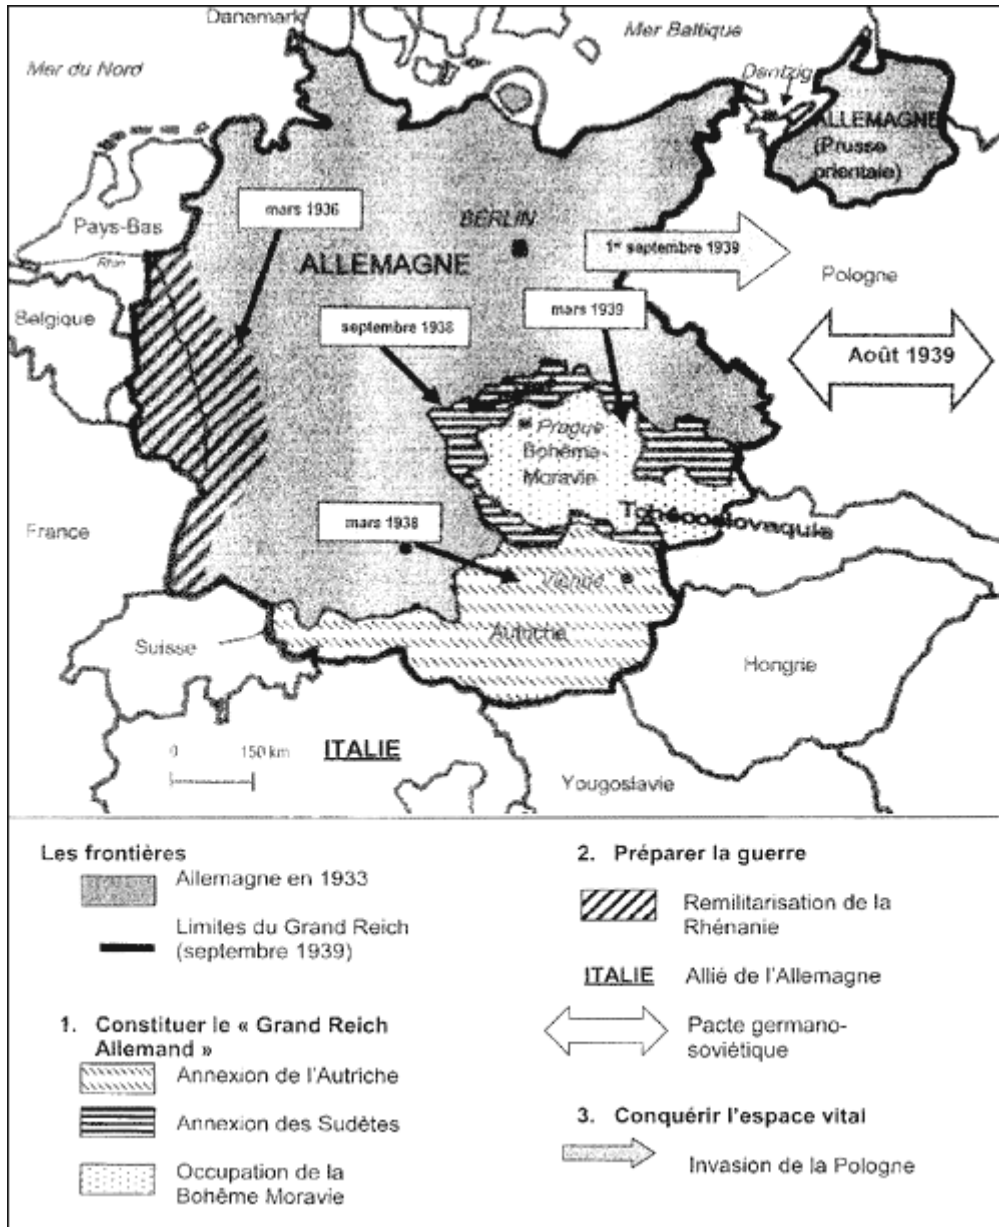 Danemark
Mer Baltique
Mer du Nord
Dantzig
ALLEMAGNE
(Prusse
orientale)
mars 1936
BERLIN
Pays-Bas
1er septembre 1939
Rhin
ALLEMAGNE
Pologne
mars
1939
Belgique
septembre 1938
Août 1939
Prague
Bohême-
Moravie
Tchécoslovaquie
France
mars 1938
Vienne
Autriche
Suisse
Hongrie
0 150 km
ITALIE
Yougoslavie
Les frontières
Allemagne en 1933
Limites du Grand Reich
(septembre 1939)
1. Constituer le « Grand Reich
Allemand »
Annexion de l'Autriche
Annexion des Sudètes
Occupation de la
Bohême Moravie
2. Préparer la guerre
Remilitarisation de la
Rhénanie
ITALIE Allié de l'Allemagne
Pacte germano-
soviétique
3. Conquérir l'espace vital
Invasion de la Pologne